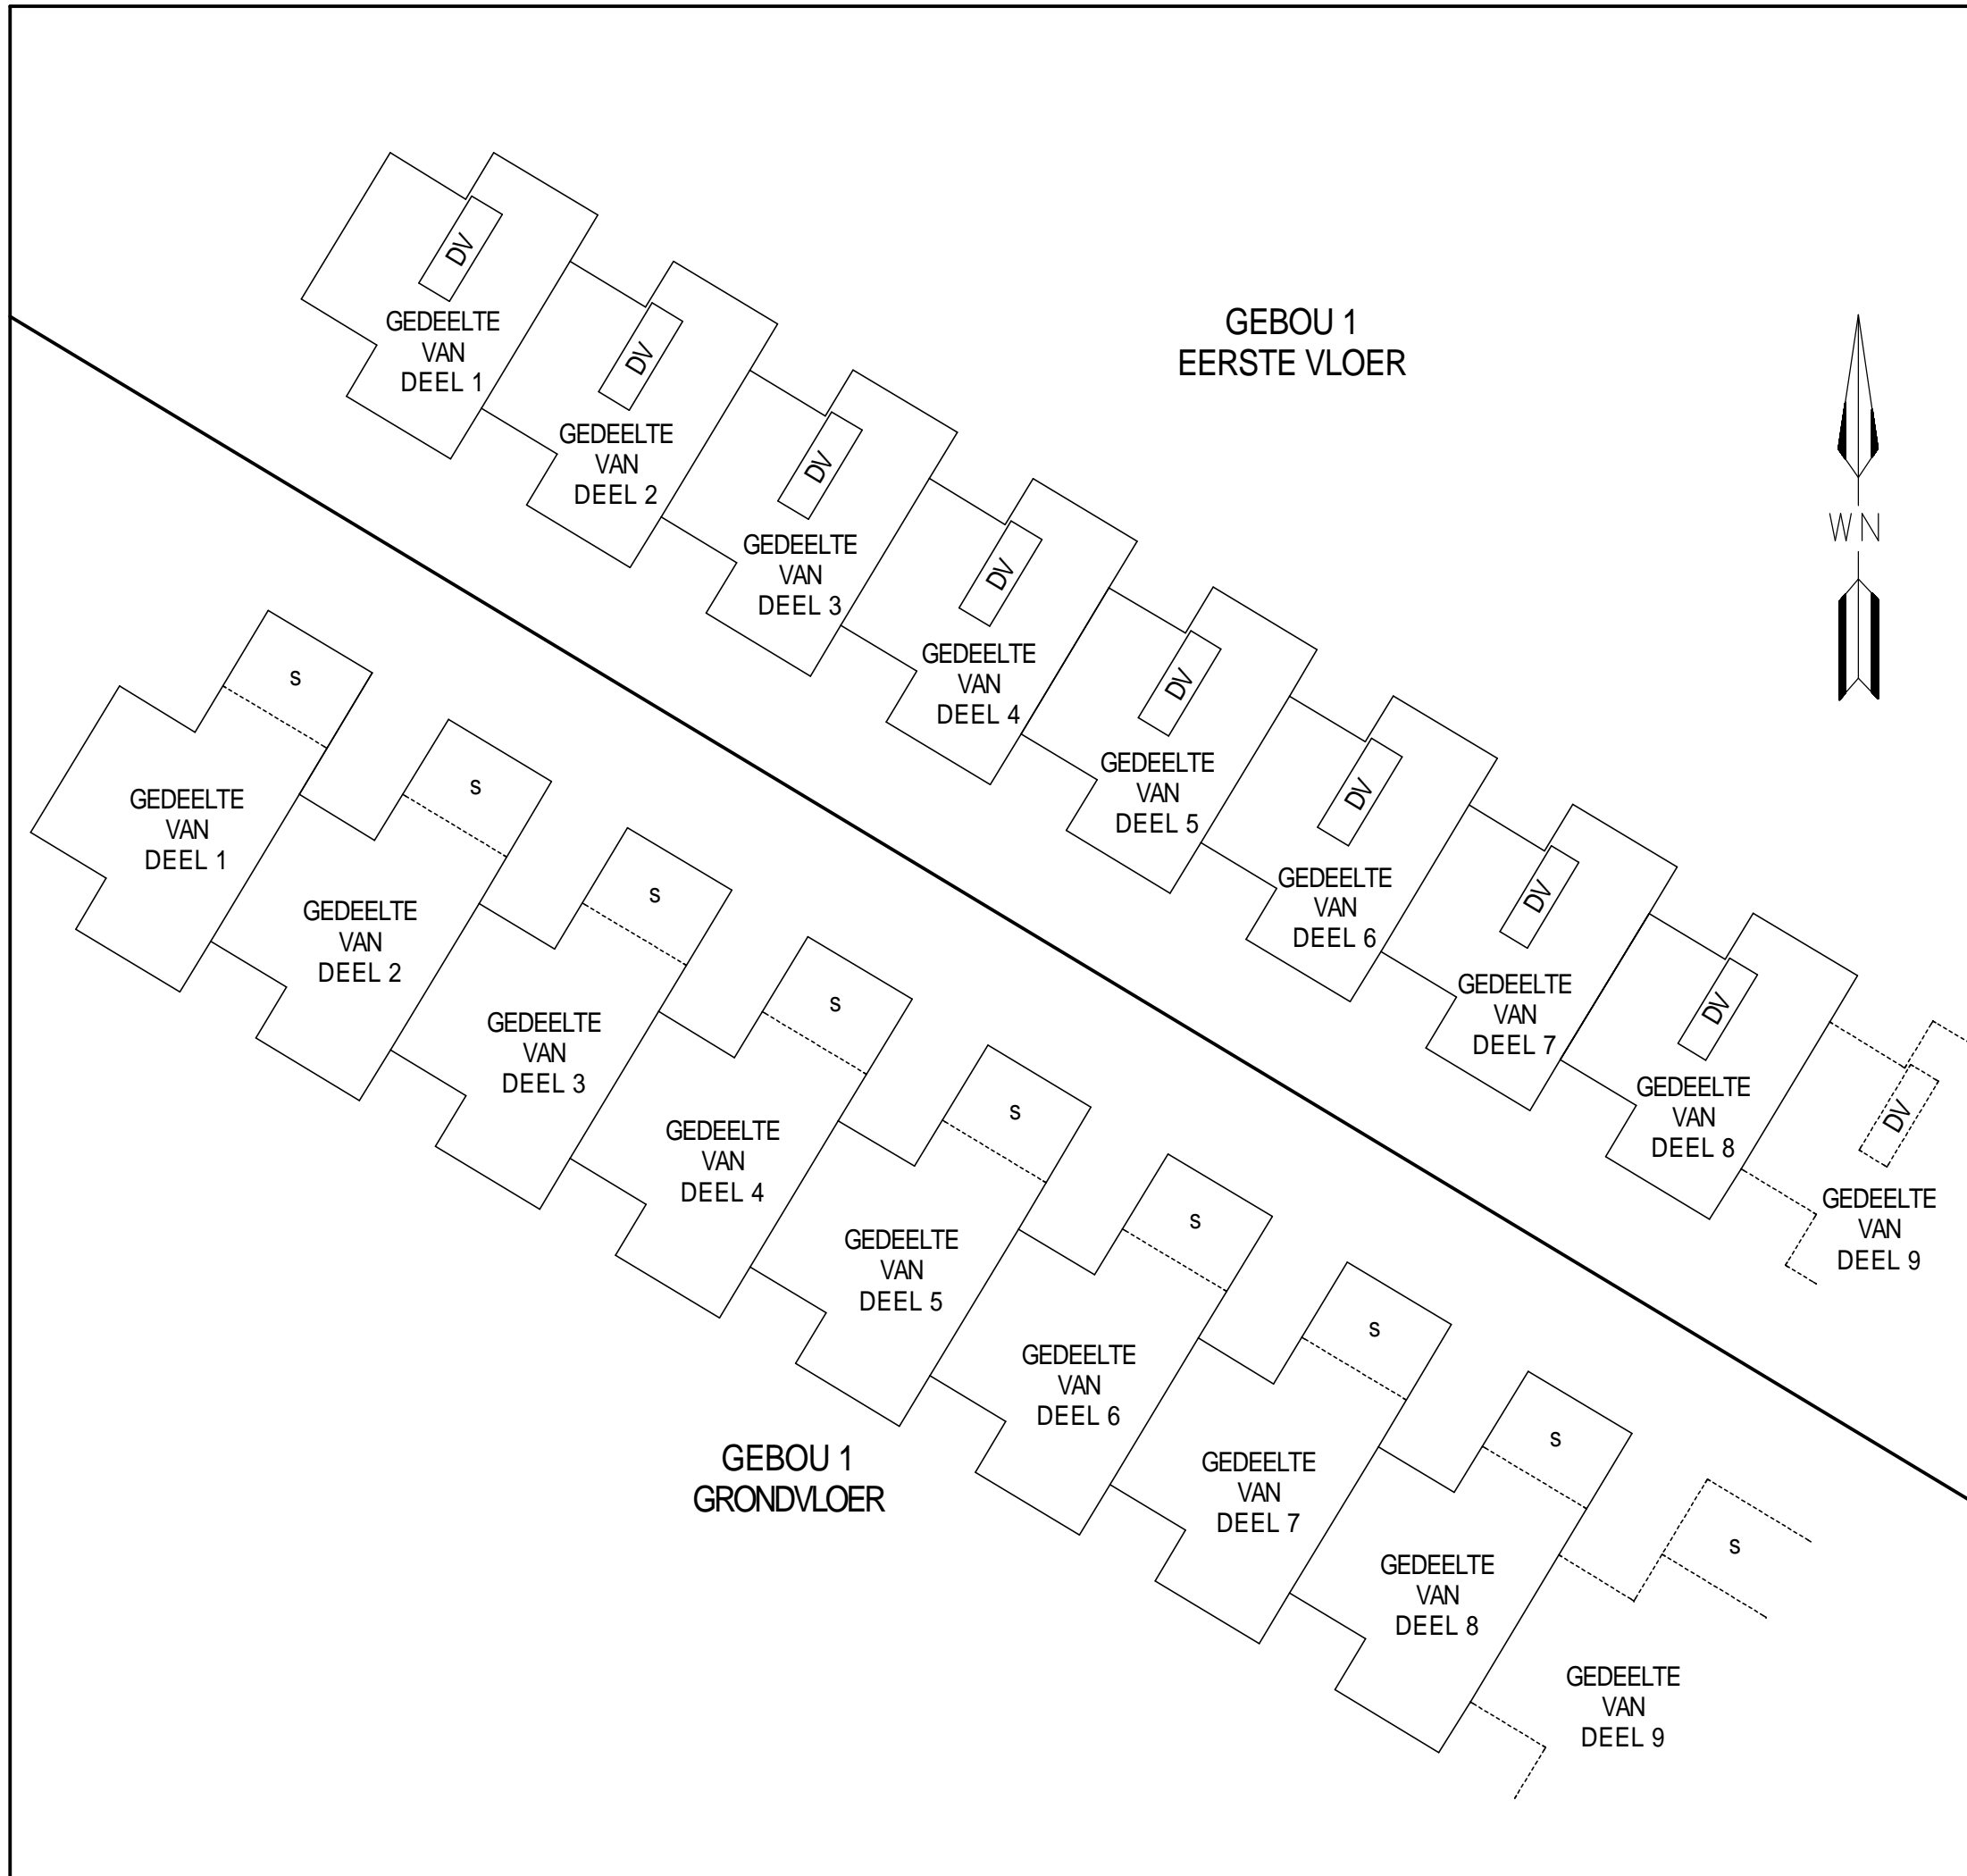 GEBOU 1
EERSTE VLOER
DV
GEDEELTE
VAN
DEEL 1
DV
GEDEELTE
VAN
DEEL 2
DV
GEDEELTE
VAN
DEEL 3
DV
GEDEELTE
VAN
DEEL 4
DV
GEDEELTE
VAN
DEEL 5
DV
GEDEELTE
VAN
DEEL 6
DV
GEDEELTE
VAN
DEEL 7
DV
GEDEELTE
VAN
DEEL 8
DV
GEDEELTE
VAN
DEEL 9
WN
s
GEDEELTE
VAN
DEEL 1
s
GEDEELTE
VAN
DEEL 2
s
GEDEELTE
VAN
DEEL 3
s
GEDEELTE
VAN
DEEL 4
s
GEDEELTE
VAN
DEEL 5
s
GEDEELTE
VAN
DEEL 6
s
GEDEELTE
VAN
DEEL 7
s
GEDEELTE
VAN
DEEL 8
s
GEDEELTE
VAN
DEEL 9
GEBOU 1
GRONDVLOER